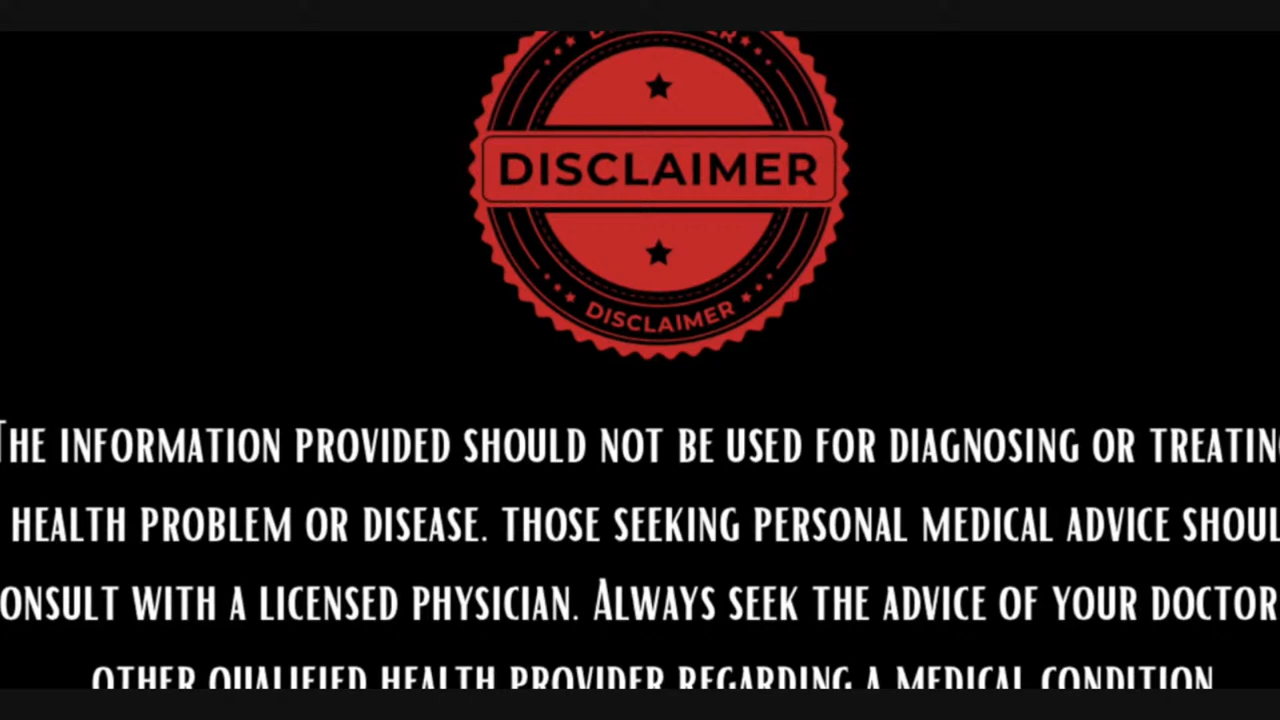 DISCLAIMER
DISCLAIMER
THE INFORMATION PROVIDED SHOULD NOT BE USED FOR DIAGNOSING OR TREATING
HEALTH PROBLEM OR DISEASE. THOSE SEEKING PERSONAL MEDICAL ADVICE SHOUL
ONSULT WITH A LICENSED PHYSICIAN. ALWAYS SEEK THE ADVICE OF YOUR DOCTOR
OTHER QUALIFIED HEALTH PROVIDER REGARDING A MEDICAL CONDITION